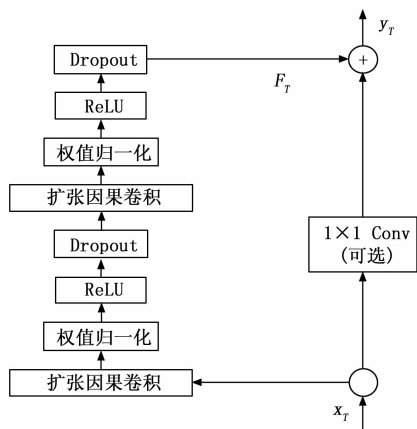 y_T
Dropout
F_T
+
ReLU
权值归一化
扩张因果卷积
1×1 Conv
(可选)
Dropout
ReLU
权值归一化
扩张因果卷积
x_T